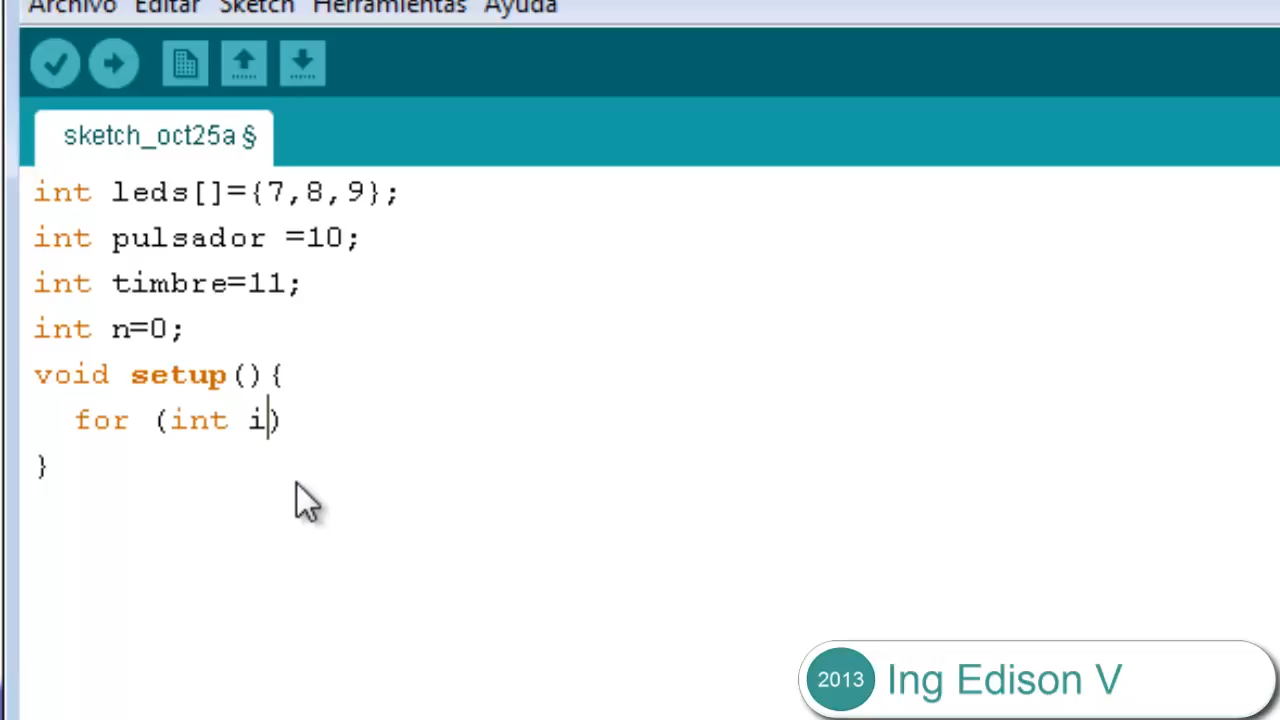 Archivo Editar Sketch Herramientas Ayuda
sketch_oct25a §
int leds[]={7,8,9};
int pulsador =10;
int timbre=11;
int n=0;
void setup(){
for (int i)
}
2013 Ing Edison V